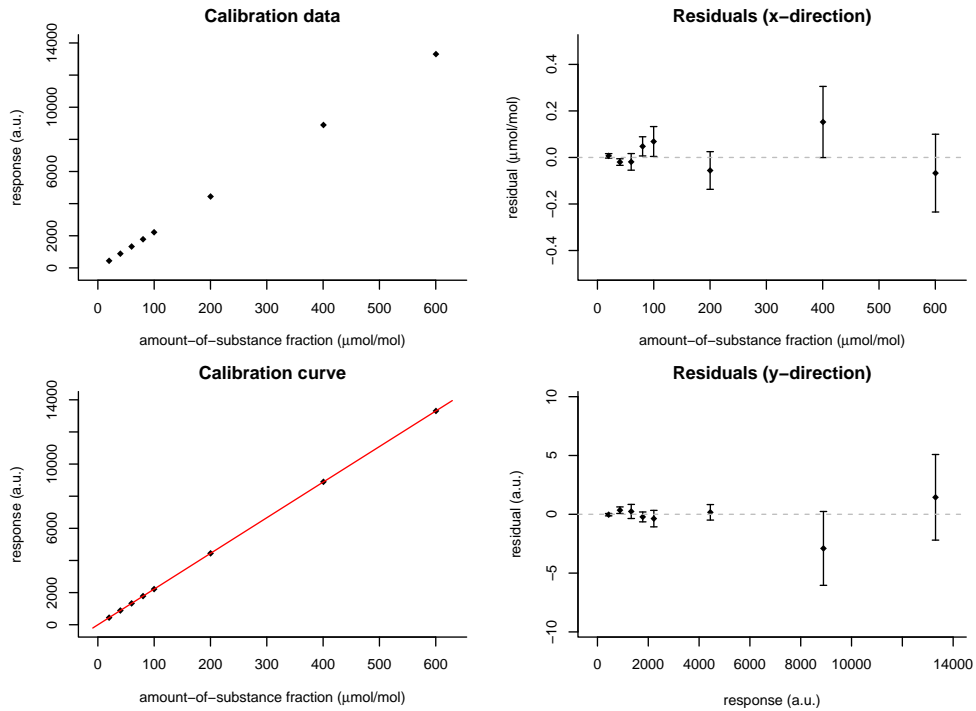 Calibration data
14000
10000
6000
2000
0
response (a.u.)
0 100 200 300 400 500 600
amount−of−substance fraction (μmol/mol)
Residuals (x−direction)
0.4
0.2
0.0
−0.2
−0.4
residual (μmol/mol)
0 100 200 300 400 500 600
amount−of−substance fraction (μmol/mol)
Calibration curve
14000
10000
6000
2000
0
response (a.u.)
0 100 200 300 400 500 600
amount−of−substance fraction (μmol/mol)
Residuals (y−direction)
10
5
0
−5
−10
residual (a.u.)
0 2000 4000 6000 8000 10000 14000
response (a.u.)